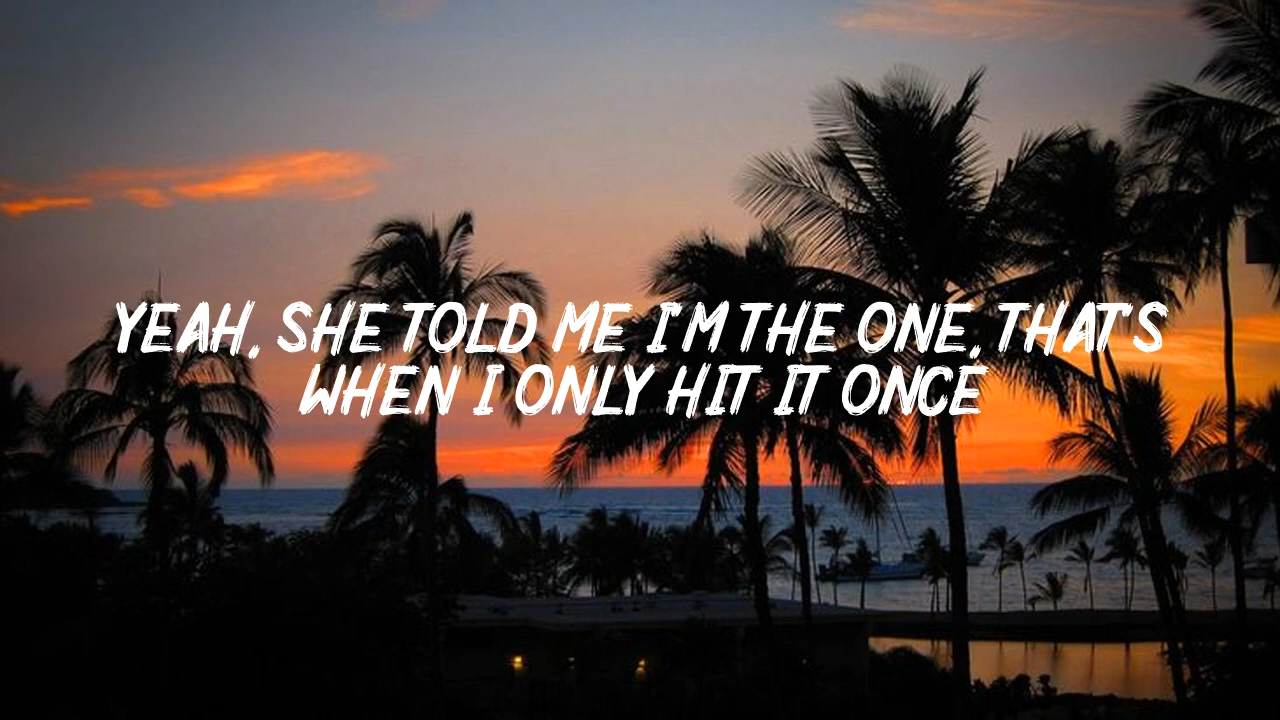 YEAH, SHE TOLD ME I'M THE ONE, THAT'S
WHEN I ONLY HIT IT ONCE